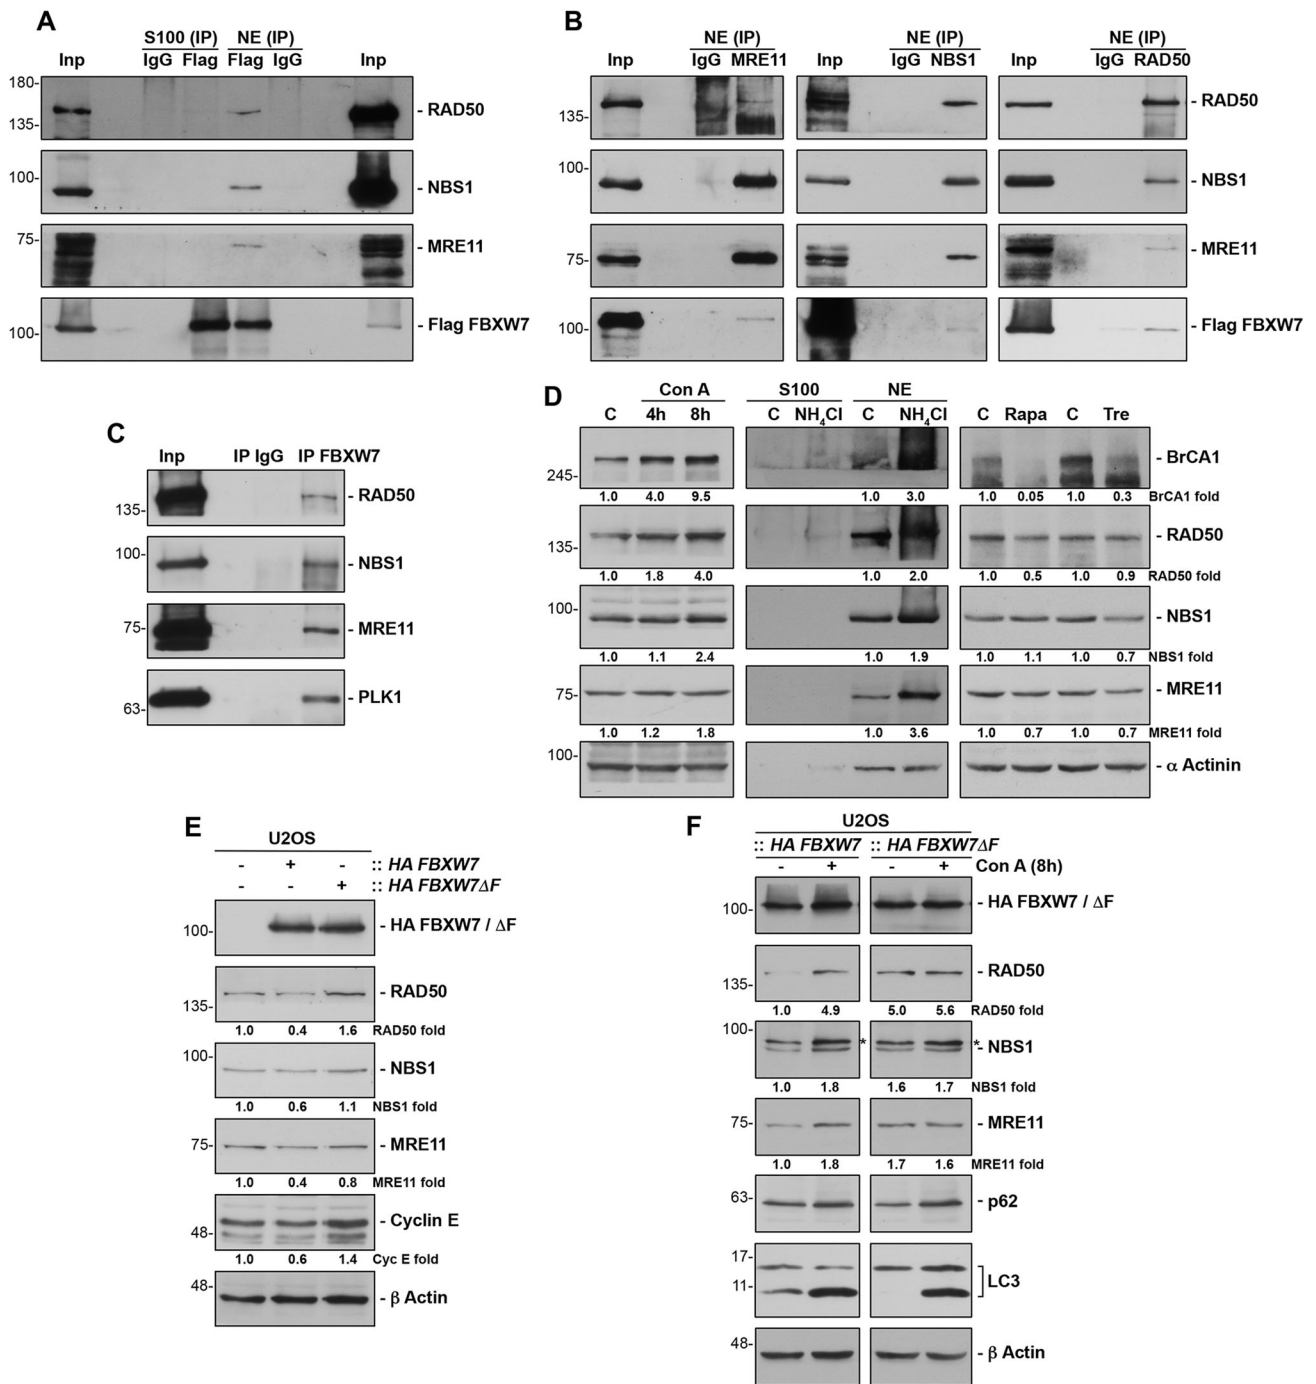 A
S100 (IP) NE (IP)
Inp IgG Flag Flag IgG Inp
180-
135-
- RAD50
100-
- NBS1
75-
- MRE11
100-
- Flag FBXW7
B
NE (IP) NE (IP) NE (IP)
Inp IgG MRE11 Inp IgG NBS1 Inp IgG RAD50
135-
- RAD50
100-
- NBS1
75-
- MRE11
100-
- Flag FBXW7
C
Inp IP IgG IP FBXW7
135-
- RAD50
100-
- NBS1
75-
- MRE11
63-
- PLK1
D
Con A S100 NE
C 4h 8h C NH4Cl C NH4Cl C Rapa C Tre
245-
- BrCA1
1.0 4.0 9.5 1.0 3.0 1.0 0.05 1.0 0.3 BrCA1 fold
135-
- RAD50
1.0 1.8 4.0 1.0 2.0 1.0 0.5 1.0 0.9 RAD50 fold
100-
- NBS1
1.0 1.1 2.4 1.0 1.9 1.0 1.1 1.0 0.7 NBS1 fold
75-
- MRE11
1.0 1.2 1.8 1.0 3.6 1.0 0.7 1.0 0.7 MRE11 fold
100-
- α Actinin
E
U2OS
- + - :: HA FBXW7
- - + :: HA FBXW7ΔF
100-
- HA FBXW7 / ΔF
135-
- RAD50
1.0 0.4 1.6 RAD50 fold
100-
- NBS1
1.0 0.6 1.1 NBS1 fold
75-
- MRE11
1.0 0.4 0.8 MRE11 fold
48-
- Cyclin E
1.0 0.6 1.4 Cyc E fold
48-
- β Actin
F
U2OS
:: HA FBXW7 :: HA FBXW7ΔF
- + - + Con A (8h)
100-
- HA FBXW7 / ΔF
135-
- RAD50
1.0 4.9 5.0 5.6 RAD50 fold
100-
* *
- NBS1
1.0 1.8 1.6 1.7 NBS1 fold
75-
- MRE11
1.0 1.8 1.7 1.6 MRE11 fold
63-
- p62
17-
11-
LC3
48-
- β Actin